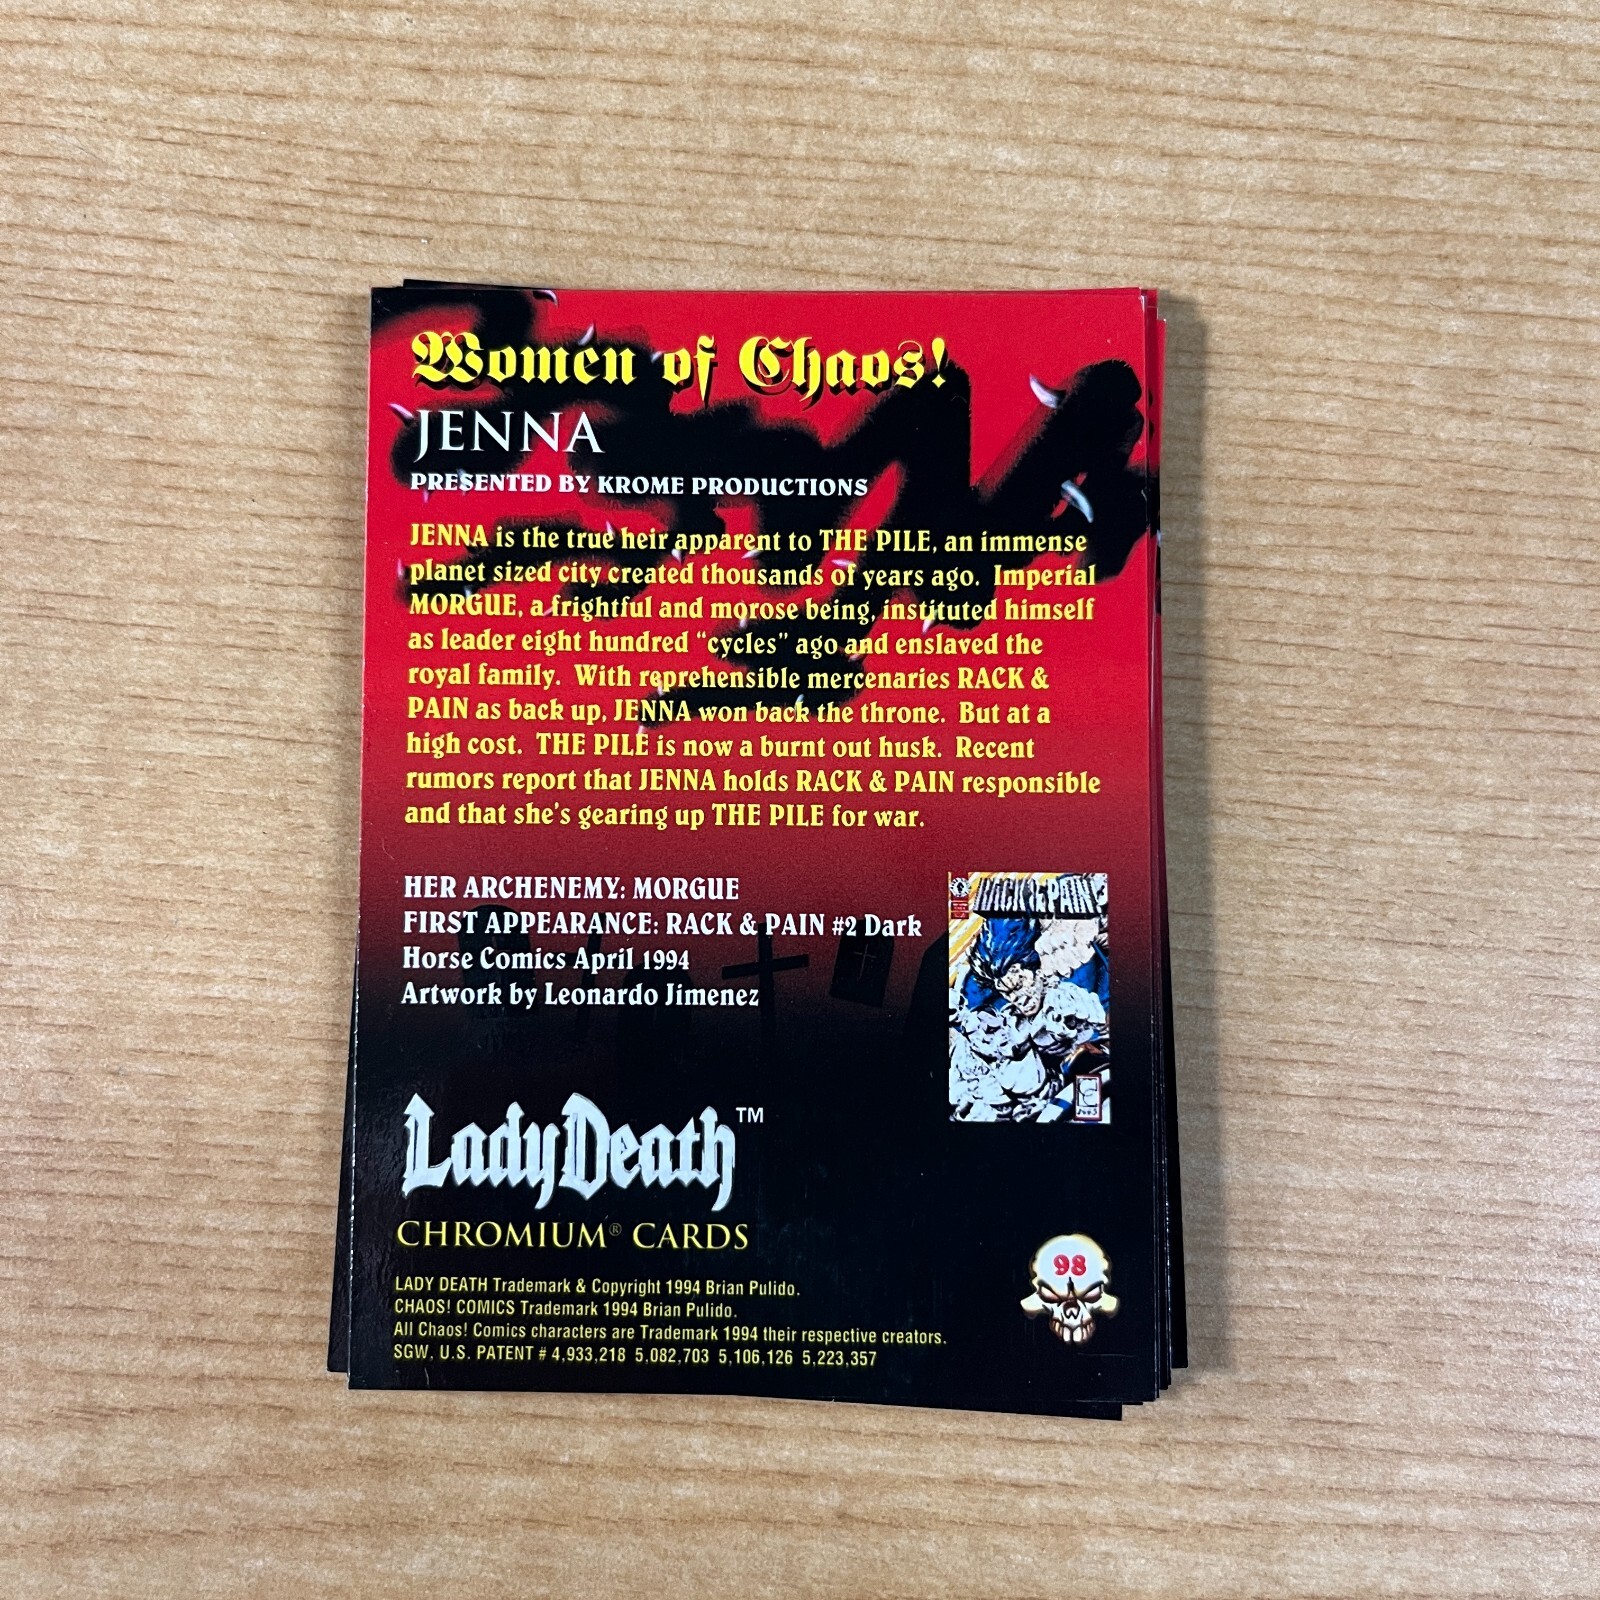 Women of Chaos!
JENNA
PRESENTED BY KROME PRODUCTIONS
JENNA is the true heir apparent to THE PILE, an immense
planet sized city created thousands of years ago. Imperial
MORGUE, a frightful and morose being, instituted himself
as leader eight hundred "cycles" ago and enslaved the
royal family. With reprehensible mercenaries RACK &
PAIN as back up, JENNA won back the throne. But at a
high cost. THE PILE is now a burnt out husk. Recent
rumors report that JENNA holds RACK & PAIN responsible
and that she's gearing up THE PILE for war.
HER ARCHENEMY: MORGUE
FIRST APPEARANCE: RACK & PAIN #2 Dark
Horse Comics April 1994
Artwork by Leonardo Jimenez
RACK & PAIN
LadyDeath™
CHROMIUM® CARDS
98
LADY DEATH Trademark & Copyright 1994 Brian Pulido.
CHAOS! COMICS Trademark 1994 Brian Pulido.
All Chaos! Comics characters are Trademark 1994 their respective creators.
SGW, U.S. PATENT # 4,933,218 5,082,703 5,106,126 5,223,357